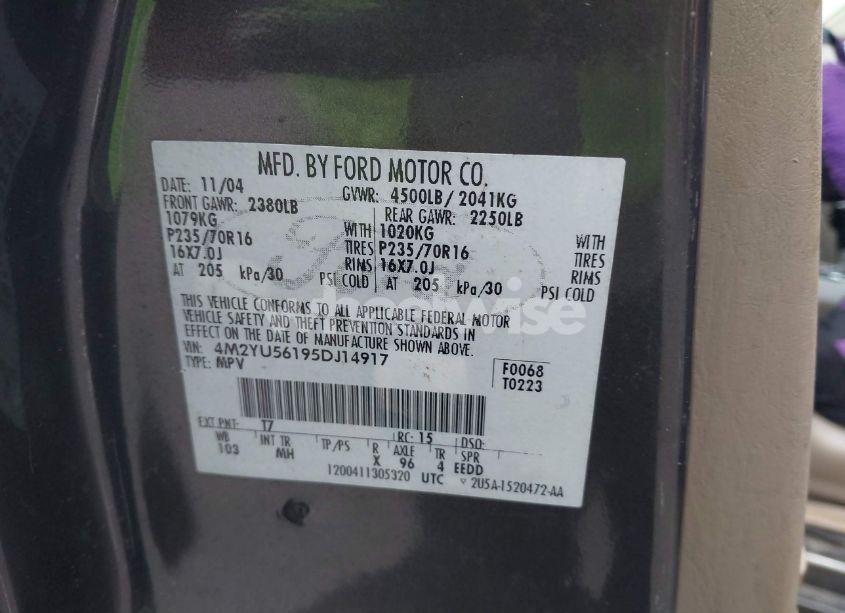 MFD. BY FORD MOTOR CO.
DATE: 11/04 GVWR: 4500LB/ 2041KG
FRONT GAWR: 2380LB REAR GAWR: 2250LB
1079KG WITH 1020KG WITH
P235/70R16 TIRES P235/70R16 TIRES
16X7.0J RIMS 16X7.0J RIMS
AT 205 kPa/30 PSI COLD AT 205 kPa/30 PSI COLD
THIS VEHICLE CONFORMS TO ALL APPLICABLE FEDERAL MOTOR
VEHICLE SAFETY AND THEFT PREVENTION STANDARDS IN
EFFECT ON THE DATE OF MANUFACTURE SHOWN ABOVE.
VIN: 4M2YU56195DJ14917 F0068
TYPE: MPV T0223
EXT PNT: T7 RC: 15 DSO:
WB INT TR TP/PS R AXLE TR SPR
103 MH X 96 4 EEDD
1200411305320 UTC 2U5A-1520472-AA